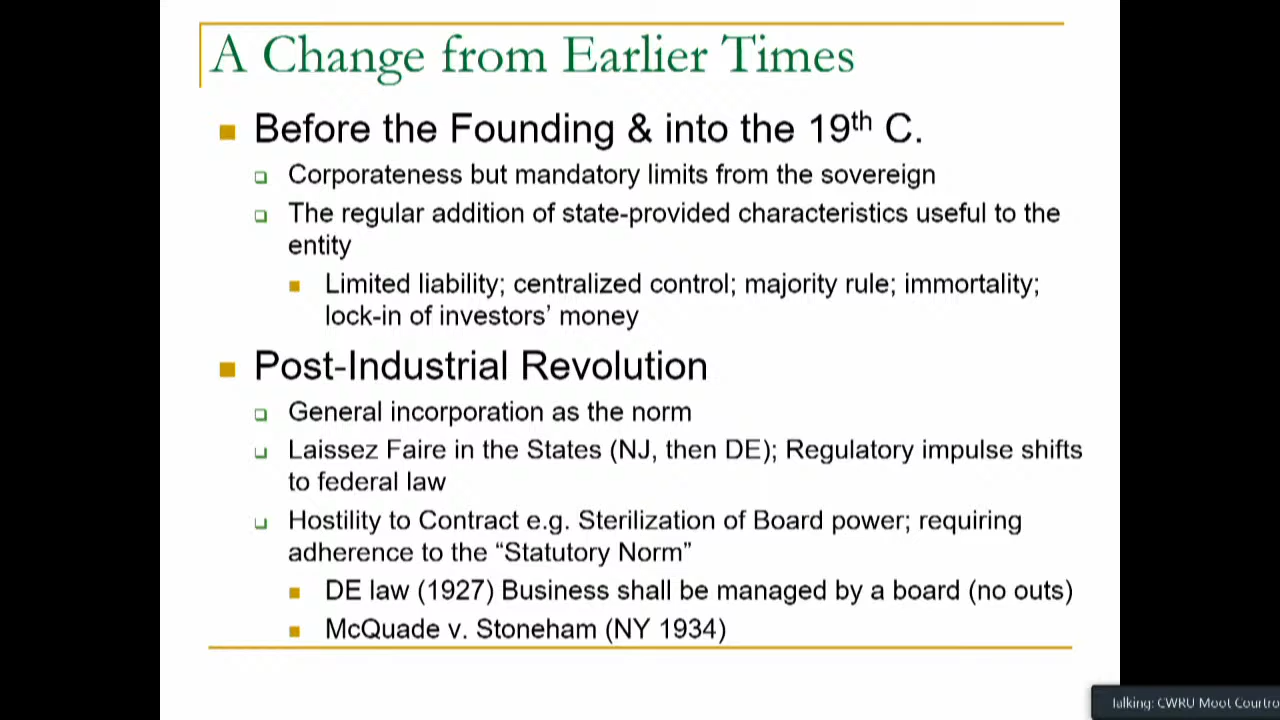 A Change from Earlier Times
Before the Founding & into the 19th C.
Corporateness but mandatory limits from the sovereign
The regular addition of state-provided characteristics useful to the
entity
Limited liability; centralized control; majority rule; immortality;
lock-in of investors’ money
Post-Industrial Revolution
General incorporation as the norm
Laissez Faire in the States (NJ, then DE); Regulatory impulse shifts
to federal law
Hostility to Contract e.g. Sterilization of Board power; requiring
adherence to the “Statutory Norm”
DE law (1927) Business shall be managed by a board (no outs)
McQuade v. Stoneham (NY 1934)
Talking: CWRU Moot Courtro